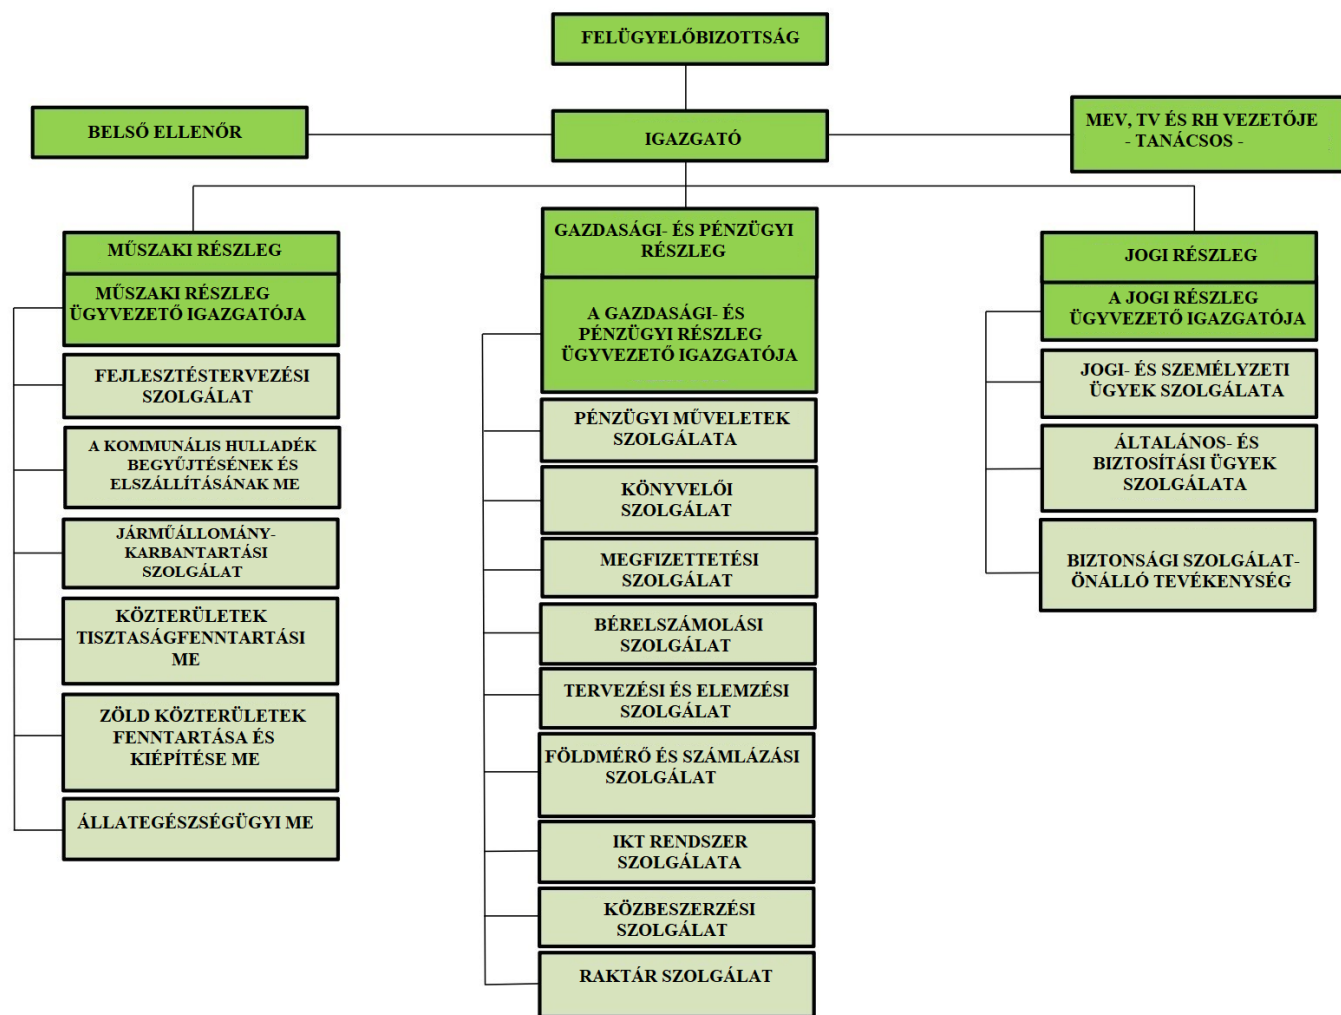 FELÜGYELŐBIZOTTSÁG
BELSŐ ELLENŐR
IGAZGATÓ
MEV, TV ÉS RH VEZETŐJE
- TANÁCSOS -
MŰSZAKI RÉSZLEG
MŰSZAKI RÉSZLEG
ÜGYVEZETŐ IGAZGATÓJA
FEJLESZTÉSTERVEZÉSI
SZOLGÁLAT
A KOMMUNÁLIS HULLADÉK
BEGYŰJTÉSÉNEK ÉS
ELSZÁLLÍTÁSÁNAK ME
JÁRMŰÁLLOMÁNY-
KARBANTARTÁSI
SZOLGÁLAT
KÖZTERÜLETEK
TISZTASÁGFENNTARTÁSI
ME
ZÖLD KÖZTERÜLETEK
FENNTARTÁSA ÉS
KIÉPÍTÉSE ME
ÁLLATEGÉSZSÉGÜGYI ME
GAZDASÁGI- ÉS PÉNZÜGYI
RÉSZLEG
A GAZDASÁGI- ÉS
PÉNZÜGYI RÉSZLEG
ÜGYVEZETŐ IGAZGATÓJA
PÉNZÜGYI MŰVELETEK
SZOLGÁLATA
KÖNYVELŐI
SZOLGÁLAT
MEGFIZETTETÉSI
SZOLGÁLAT
BÉRELSZÁMOLÁSI
SZOLGÁLAT
TERVEZÉSI ÉS ELEMZÉSI
SZOLGÁLAT
FÖLDMÉRŐ ÉS SZÁMLÁZÁSI
SZOLGÁLAT
IKT RENDSZER
SZOLGÁLATA
KÖZBESZERZÉSI
SZOLGÁLAT
RAKTÁR SZOLGÁLAT
JOGI RÉSZLEG
A JOGI RÉSZLEG
ÜGYVEZETŐ IGAZGATÓJA
JOGI- ÉS SZEMÉLYZETI
ÜGYEK SZOLGÁLATA
ÁLTALÁNOS- ÉS
BIZTOSÍTÁSI ÜGYEK
SZOLGÁLATA
BIZTONSÁGI SZOLGÁLAT-
ÖNÁLLÓ TEVÉKENYSÉG